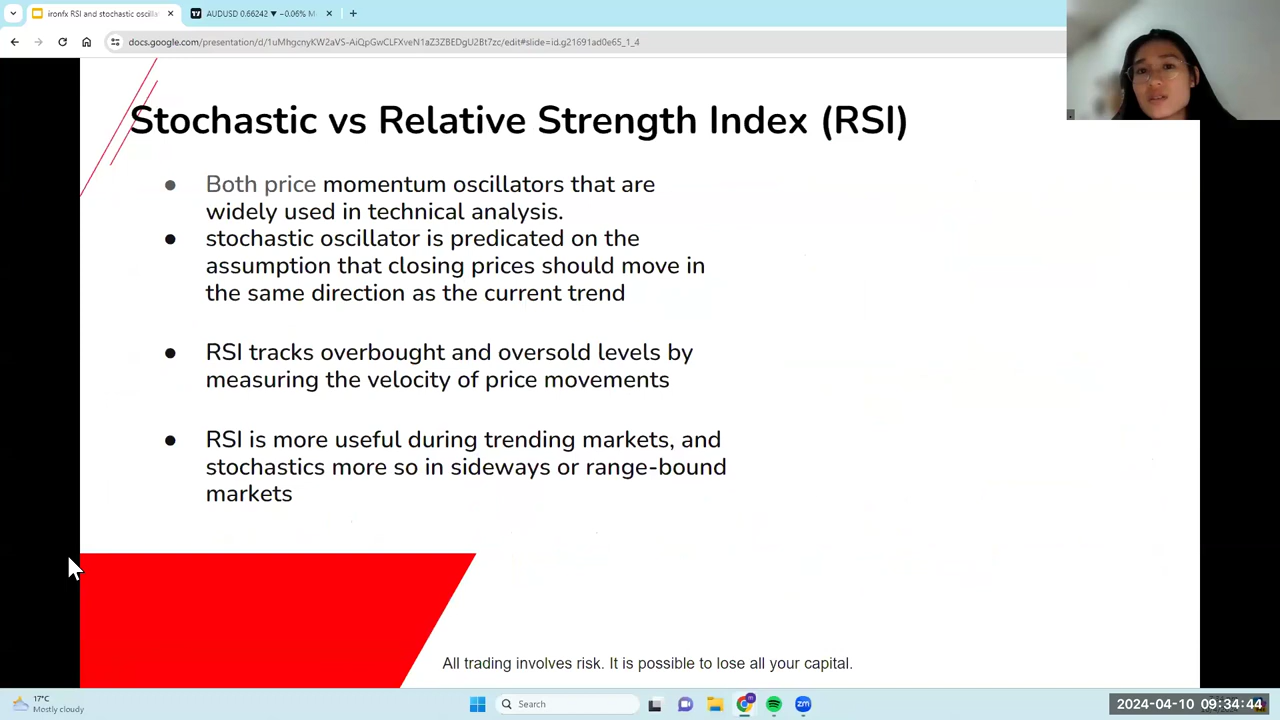 ironfx RSI and stochastic oscilla
AUDUSD 0.66242 ▼ −0.06%
docs.google.com/presentation/d/1uMhgcnyKW2aVS-AiQpGwCLFXveN1aZ3ZBEDgU2Bt7zc/edit#slide=id.g21691ad0e65_1_4
Stochastic vs Relative Strength Index (RSI)
● Both price momentum oscillators that are
widely used in technical analysis.
● stochastic oscillator is predicated on the
assumption that closing prices should move in
the same direction as the current trend
● RSI tracks overbought and oversold levels by
measuring the velocity of price movements
● RSI is more useful during trending markets, and
stochastics more so in sideways or range-bound
markets
All trading involves risk. It is possible to lose all your capital.
17°C
Mostly cloudy
Search
zm
2024-04-10 09:34:44